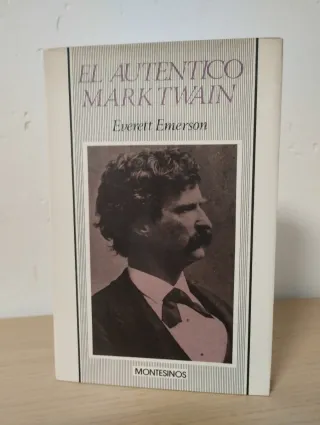 EL AUTENTICO
MARK TWAIN
Everett Emerson
MONTESINOS